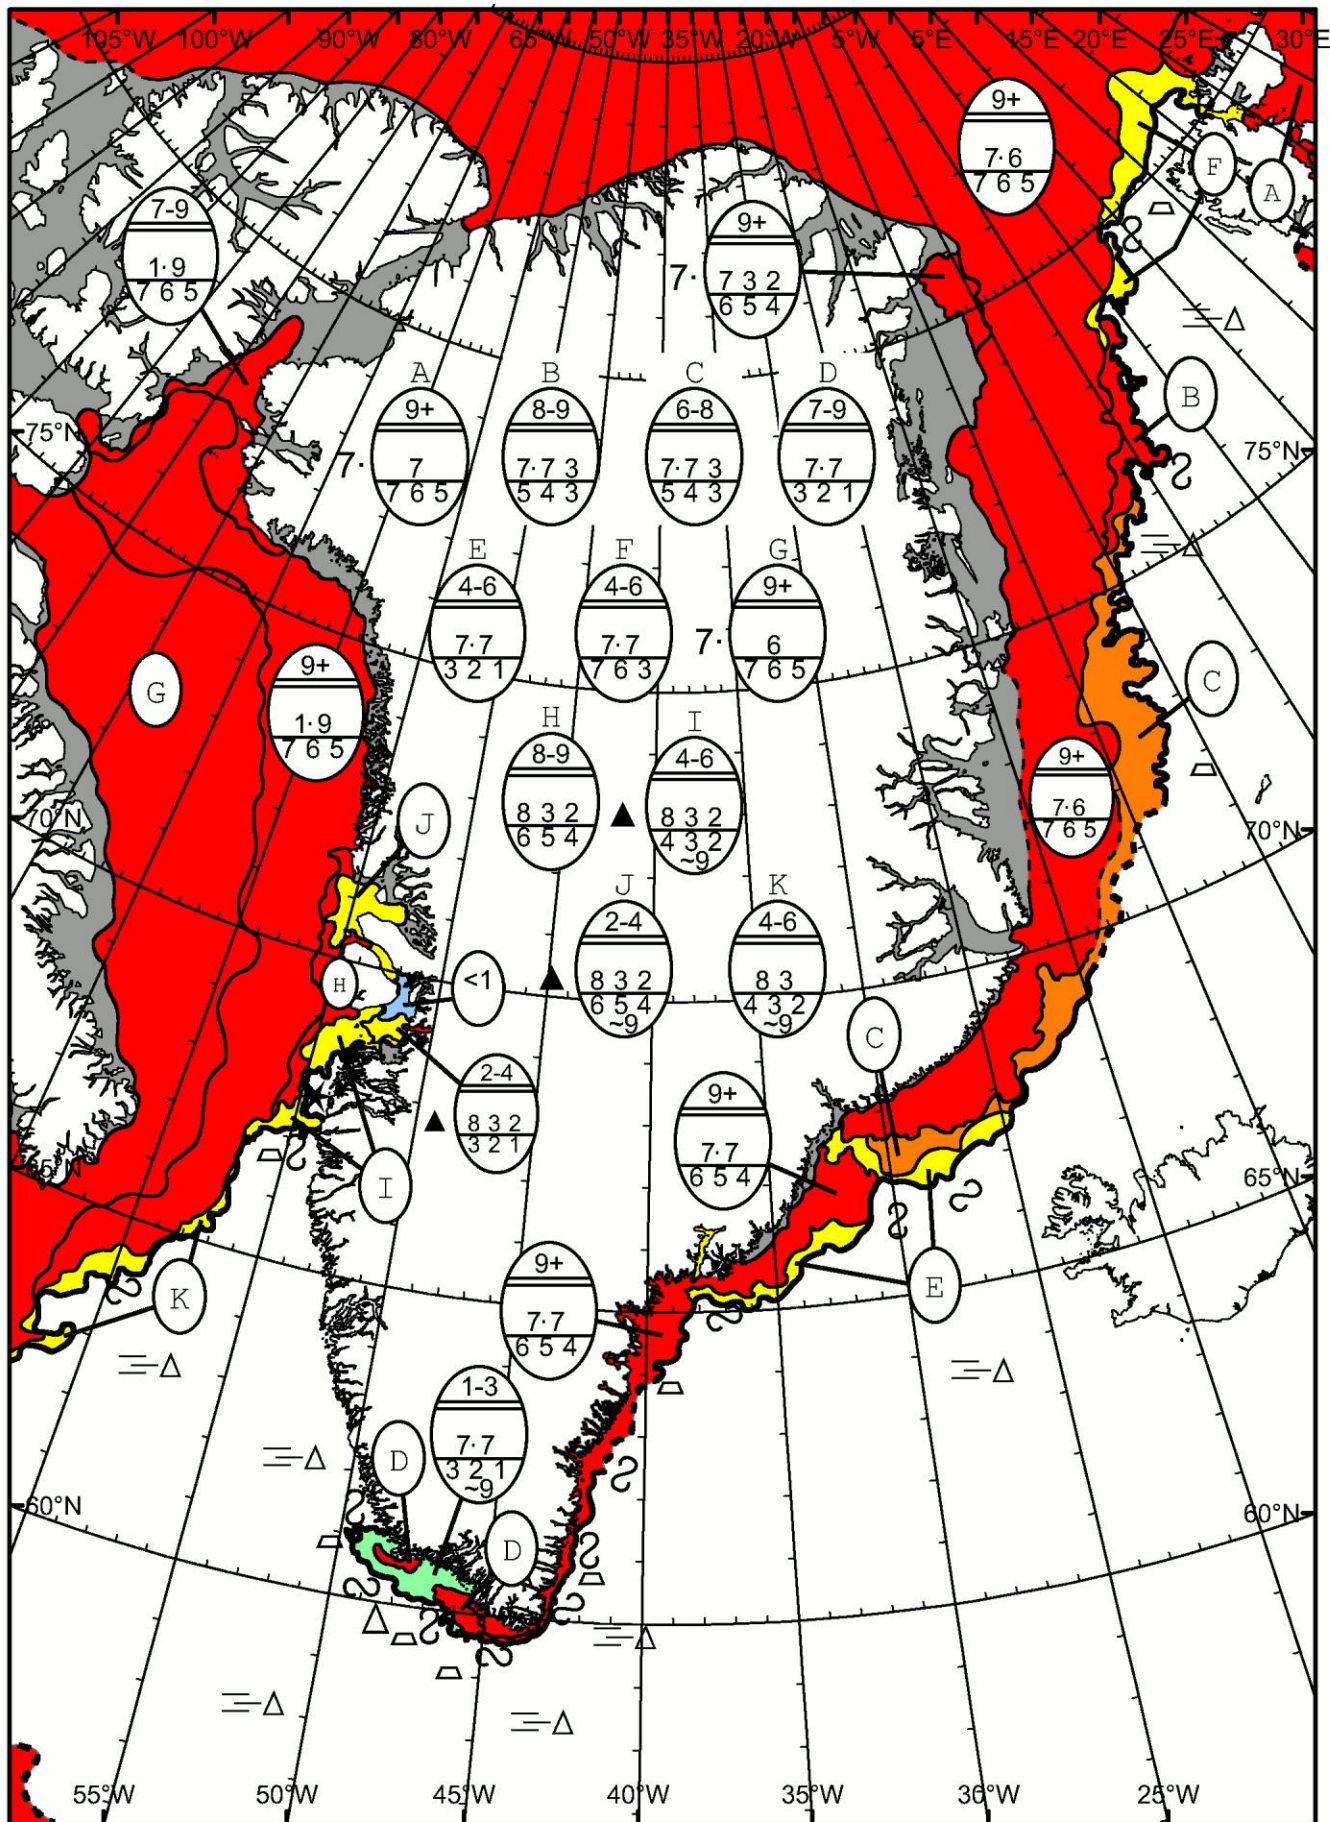 105°W 100°W 90°W 80°W 65°W 50°W 35°W 20°W 5°W 5°E 15°E 20°E 25°E 30°E
9+
7·6
7 6 5
F
A
7-9
1·9
7 6 5
9+
7· 7 3 2
6 5 4
B
75°N
75°N
A B C D
9+ 8-9 6-8 7-9
7· 7 7·7 3 7·7 3 7·7
7 6 5 5 4 3 5 4 3 3 2 1
E F G
4-6 4-6 9+
7·7 7·7 7· 6
3 2 1 7 6 3 7 6 5
G
9+
1·9
7 6 5
C
H I
8-9 4-6
8 3 2 ▲ 8 3 2
6 5 4 4 3 2
~9
9+
7·6
7 6 5
70°N
70°N
J
J K
2-4 4-6
▲ 8 3 2 8 3
6 5 4 4 3 2
~9 ~9
H
<1
C
2-4
▲ 8 3 2
3 2 1
9+
7·7
6 5 4
65°N
65°N
I
K
E
9+
7·7
6 5 4
1-3
7·7
3 2 1
~9
D
D
60°N
60°N
55°W 50°W 45°W 40°W 35°W 30°W 25°W